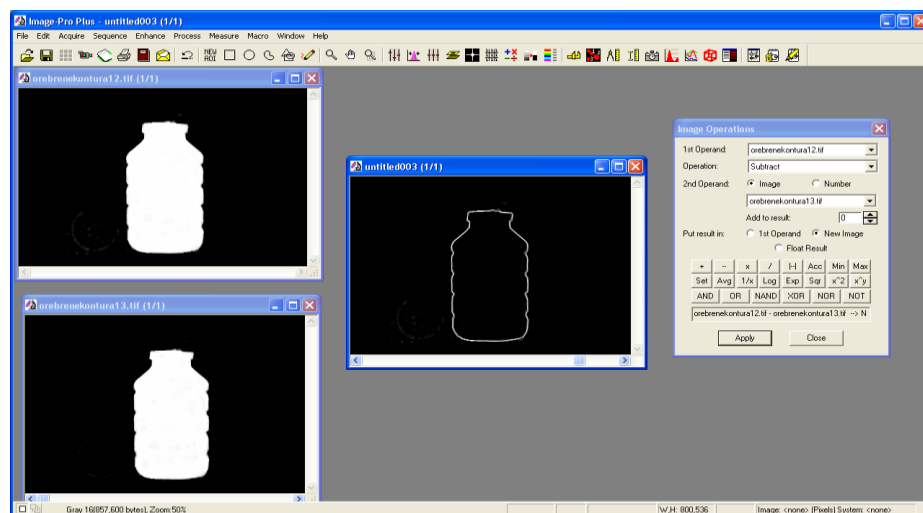 Image-Pro Plus - untitled003 (1/1)
File Edit Acquire Sequence Enhance Process Measure Macro Window Help
NEW
AOI
orebrenekontura12.tif (1/1)
untitled003 (1/1)
orebrenekontura13.tif (1/1)
Image Operations
1st Operand: orebrenekontura12.tif
Operation: Subtract
2nd Operand: Image Number
orebrenekontura13.tif
Add to result: 0
Put result in: 1st Operand New Image
Float Result
+ - x / |-| Acc Min Max
Set Avg 1/x Log Exp Sqr x^2 x^y
AND OR NAND XOR NOR NOT
orebrenekontura12.tif - orebrenekontura13.tif --> N
Apply Close
Gray 16(857,600 bytes), Zoom:50% W,H: 800,536 Image: <none> (Pixels) System: <none>